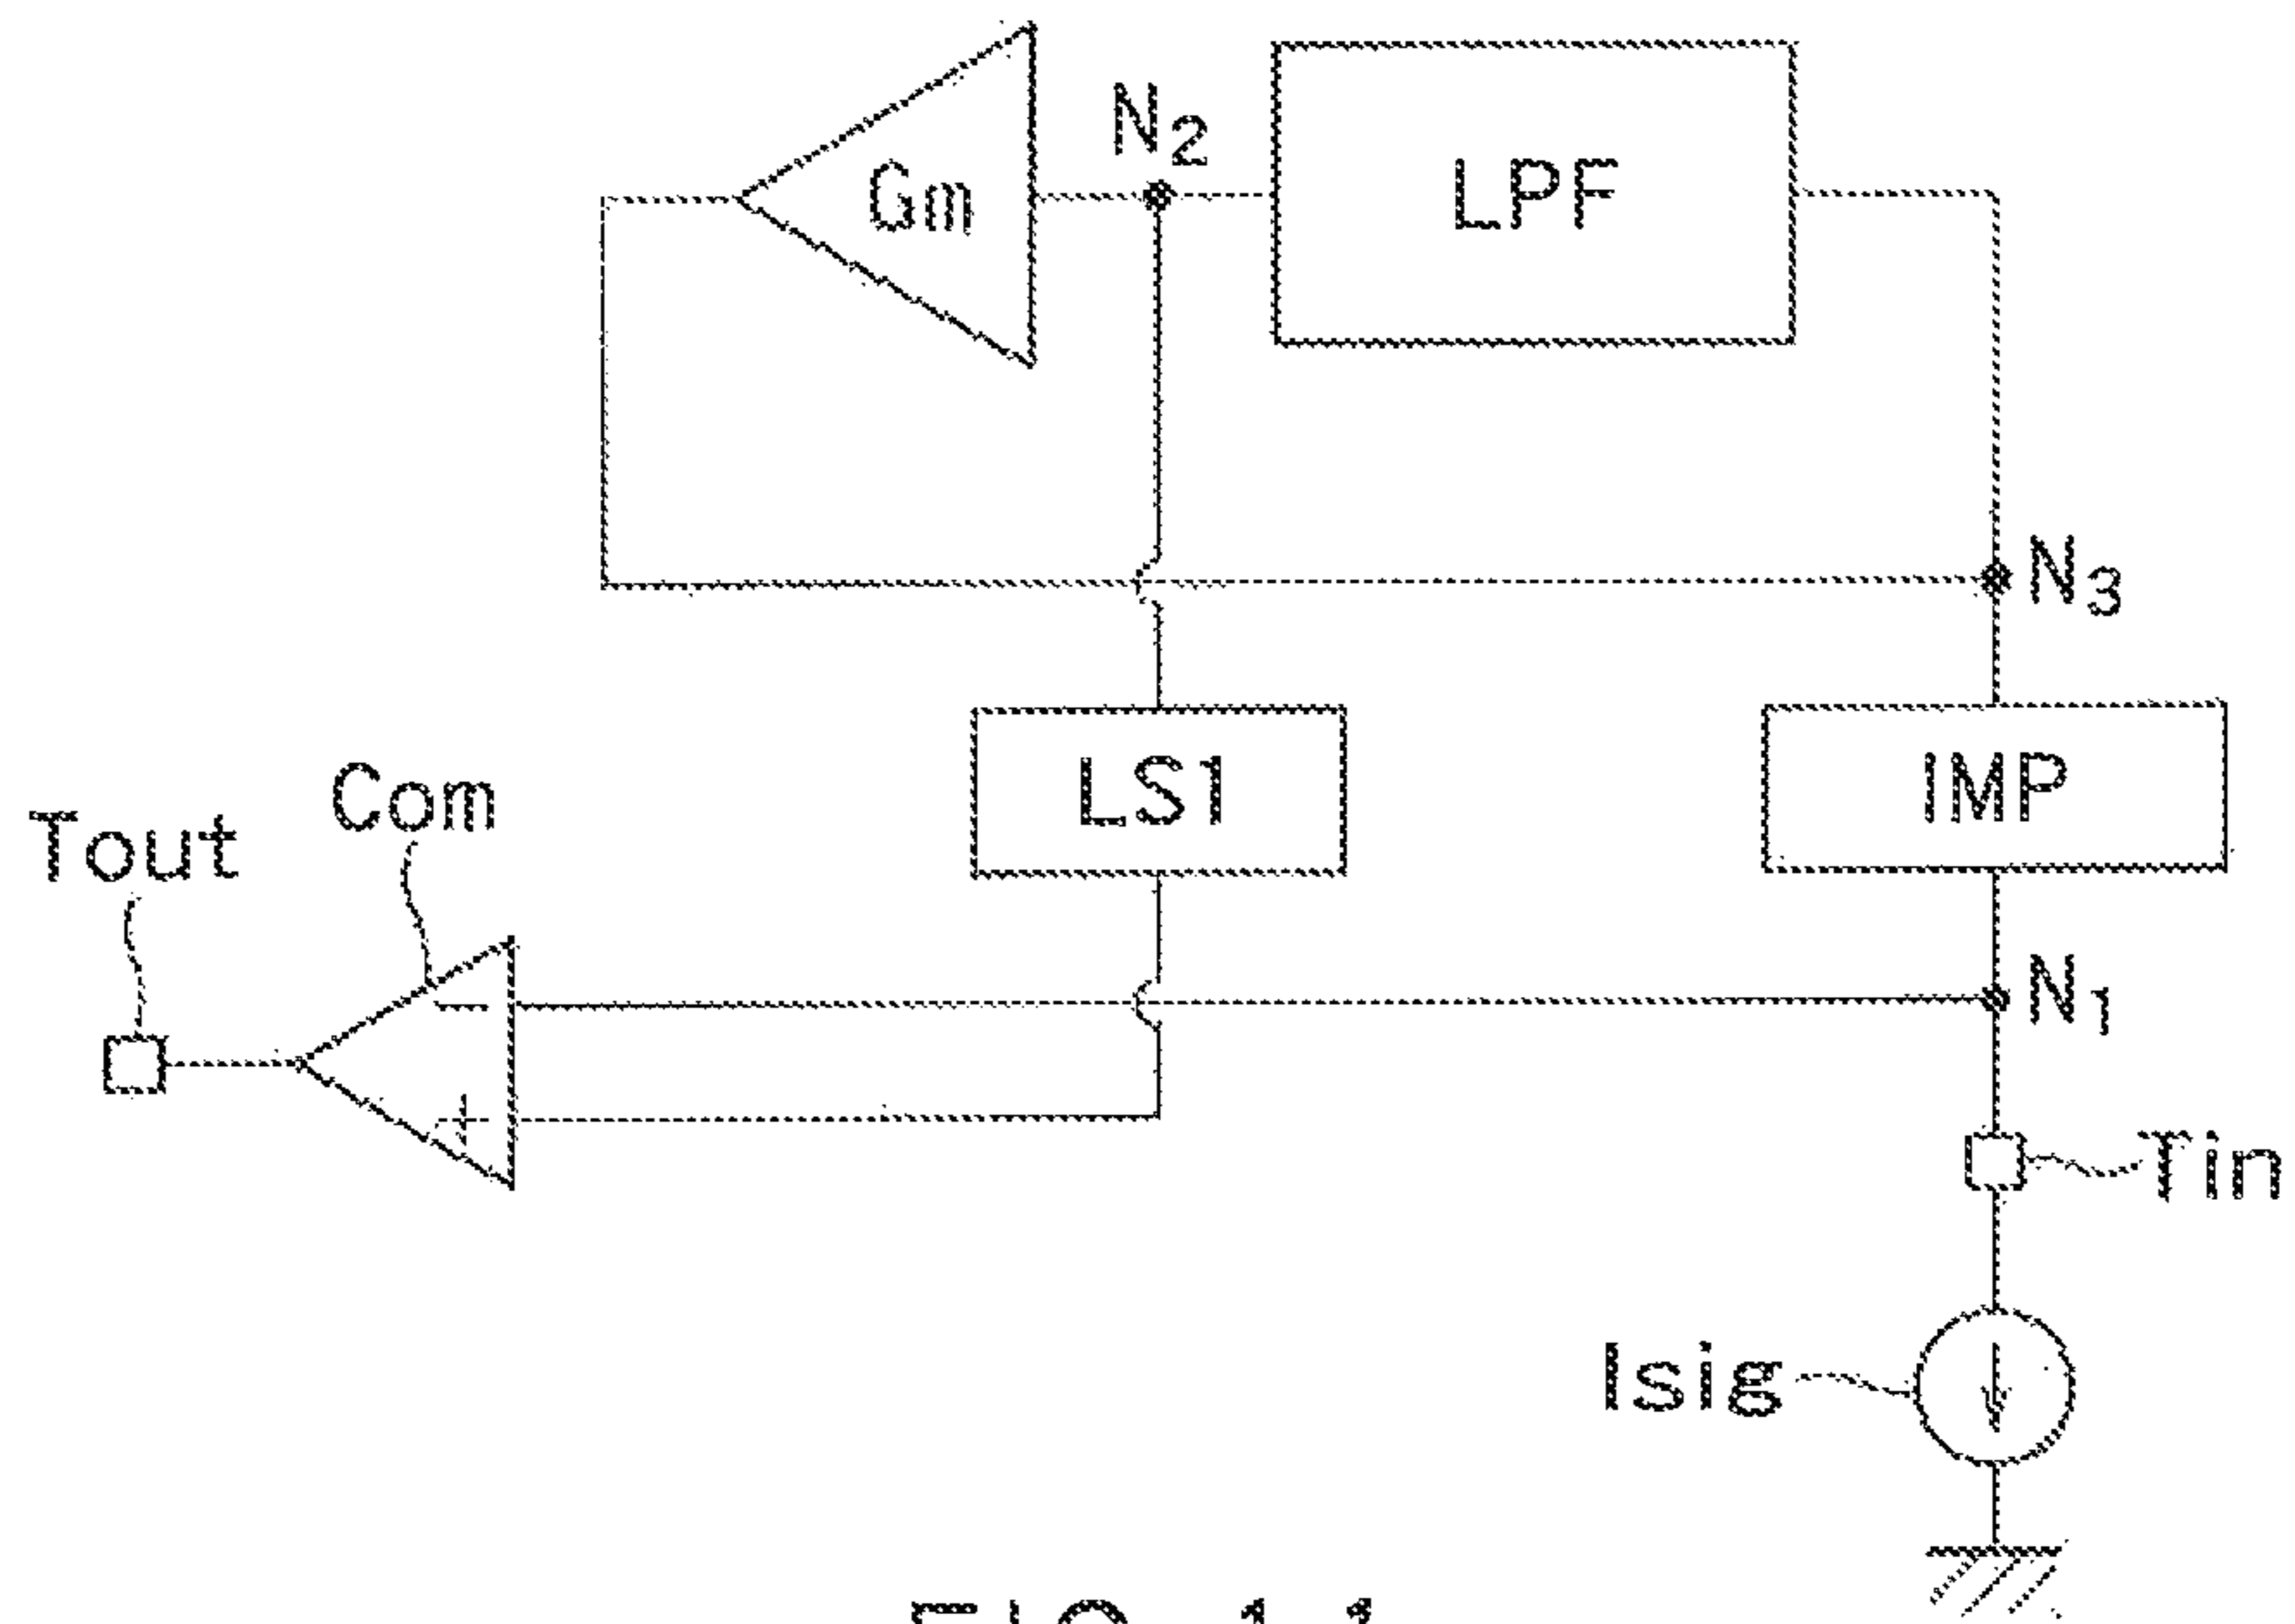 Gm
N2
LPF
N3
LS1
IMP
Com
Tout
N1
Tin
Isig